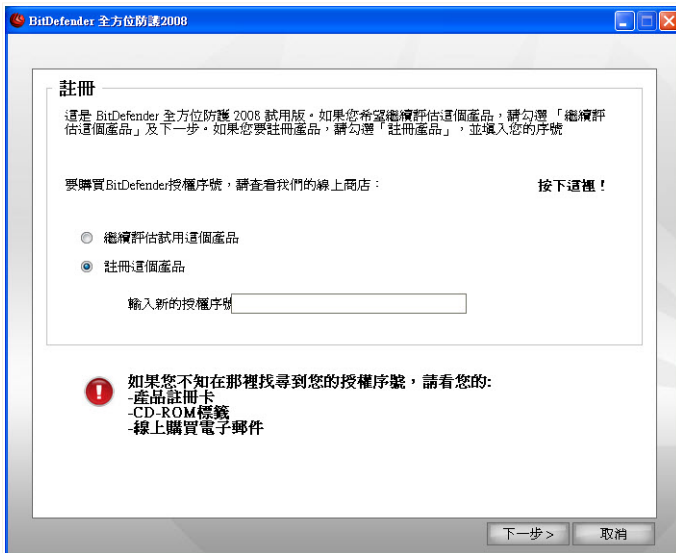 BitDefender 全方位防護2008
註冊
這是 BitDefender 全方位防護 2008 試用版。如果您希望繼續評估這個產品，請勾選「繼續評
估這個產品」及下一步。如果您要註冊產品，請勾選「註冊產品」，並填入您的序號
要購買BitDefender授權序號，請查看我們的線上商店：
按下這裡！
繼續評估試用這個產品
註冊這個產品
輸入新的授權序號
如果您不知在那裡找尋到您的授權序號，請看您的:
-產品註冊卡
-CD-ROM標籤
-線上購買電子郵件
下一步 >
取消